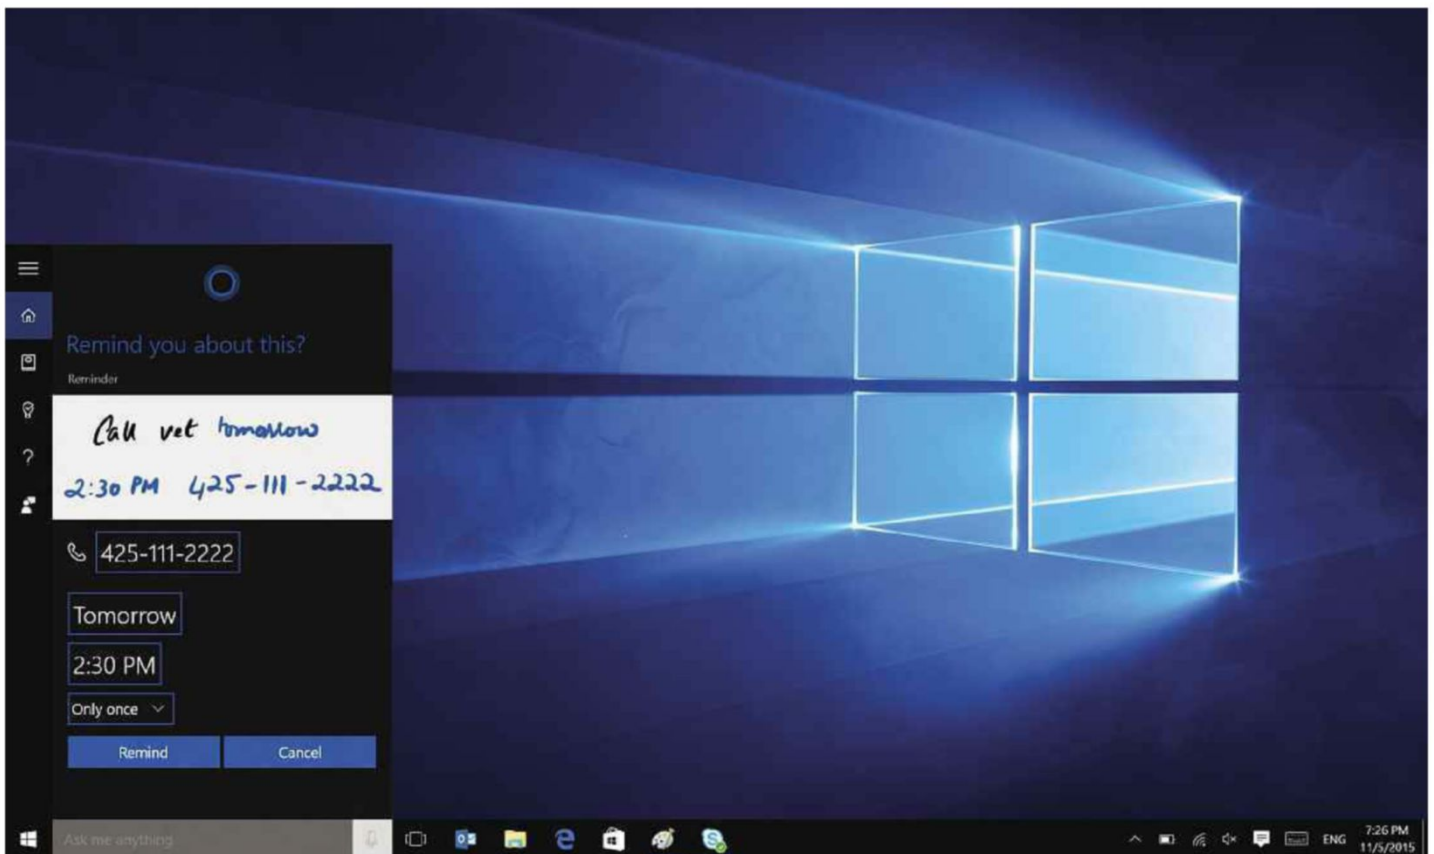 Remind you about this?
Reminder
Call vet tomorrow
2:30 PM 425-111-2222
425-111-2222
Tomorrow
2:30 PM
Only once
Remind Cancel
Ask me anything
ENG
7:26 PM
11/5/2015